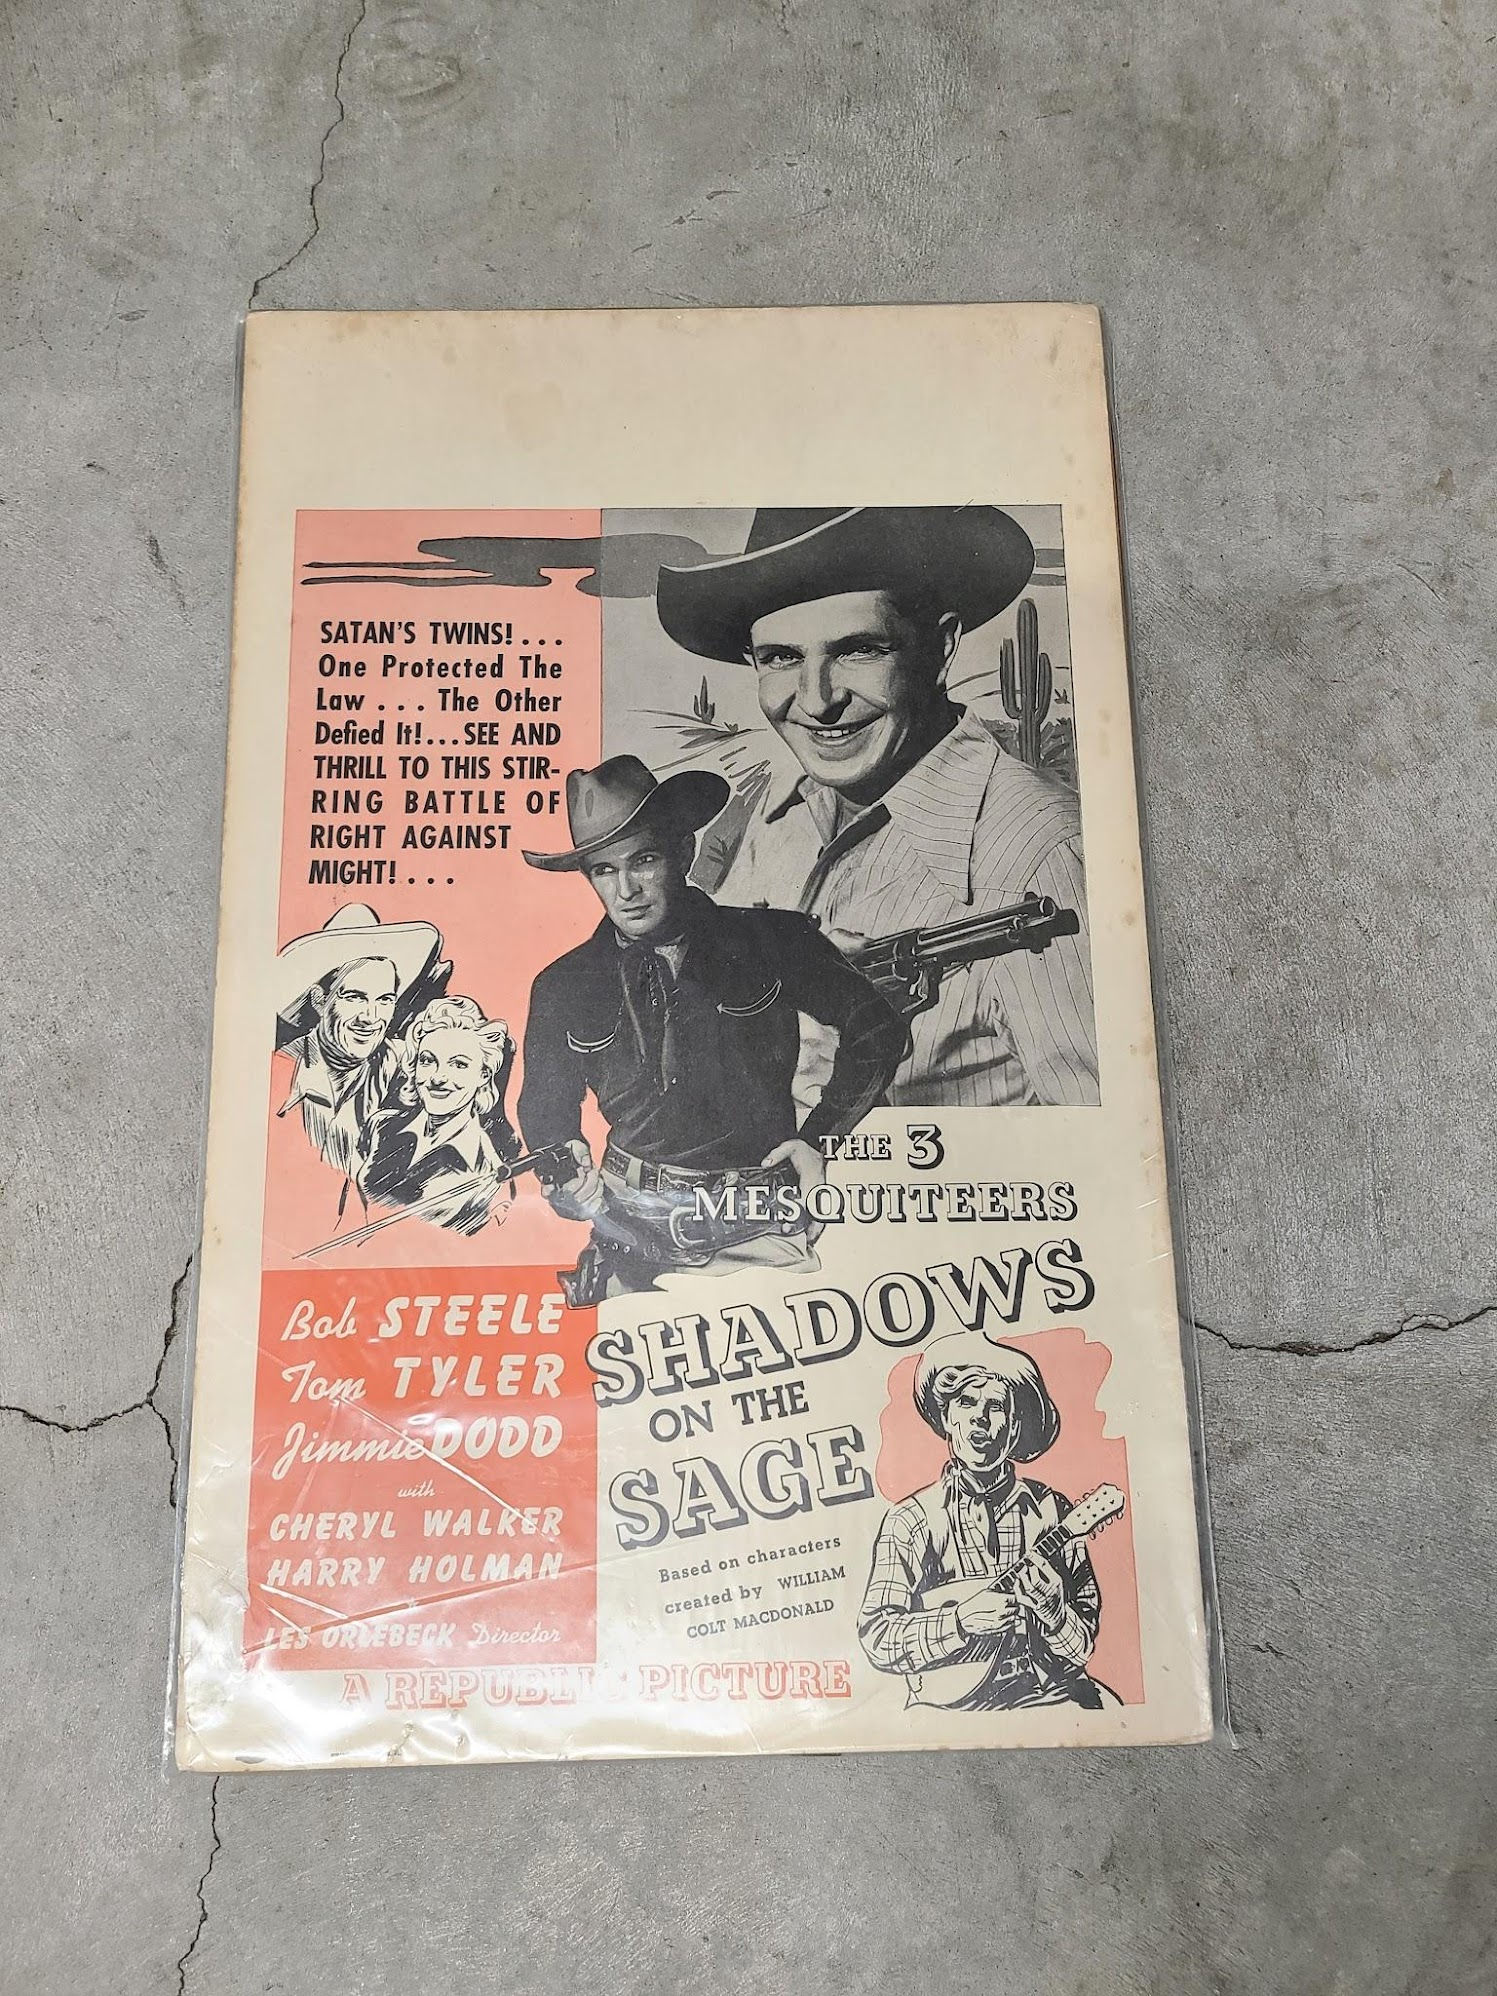 SATAN'S TWINS!...
One Protected The
Law ... The Other
Defied It!...SEE AND
THRILL TO THIS STIR-
RING BATTLE OF
RIGHT AGAINST
MIGHT!...
THE 3
MESQUITEERS
SHADOWS
ON THE
SAGE
Based on characters
created by WILLIAM
COLT MACDONALD
Bob STEELE
Tom TYLER
Jimmie DODD
with
CHERYL WALKER
HARRY HOLMAN
LES ORLEBECK Director
A REPUBLIC PICTURE